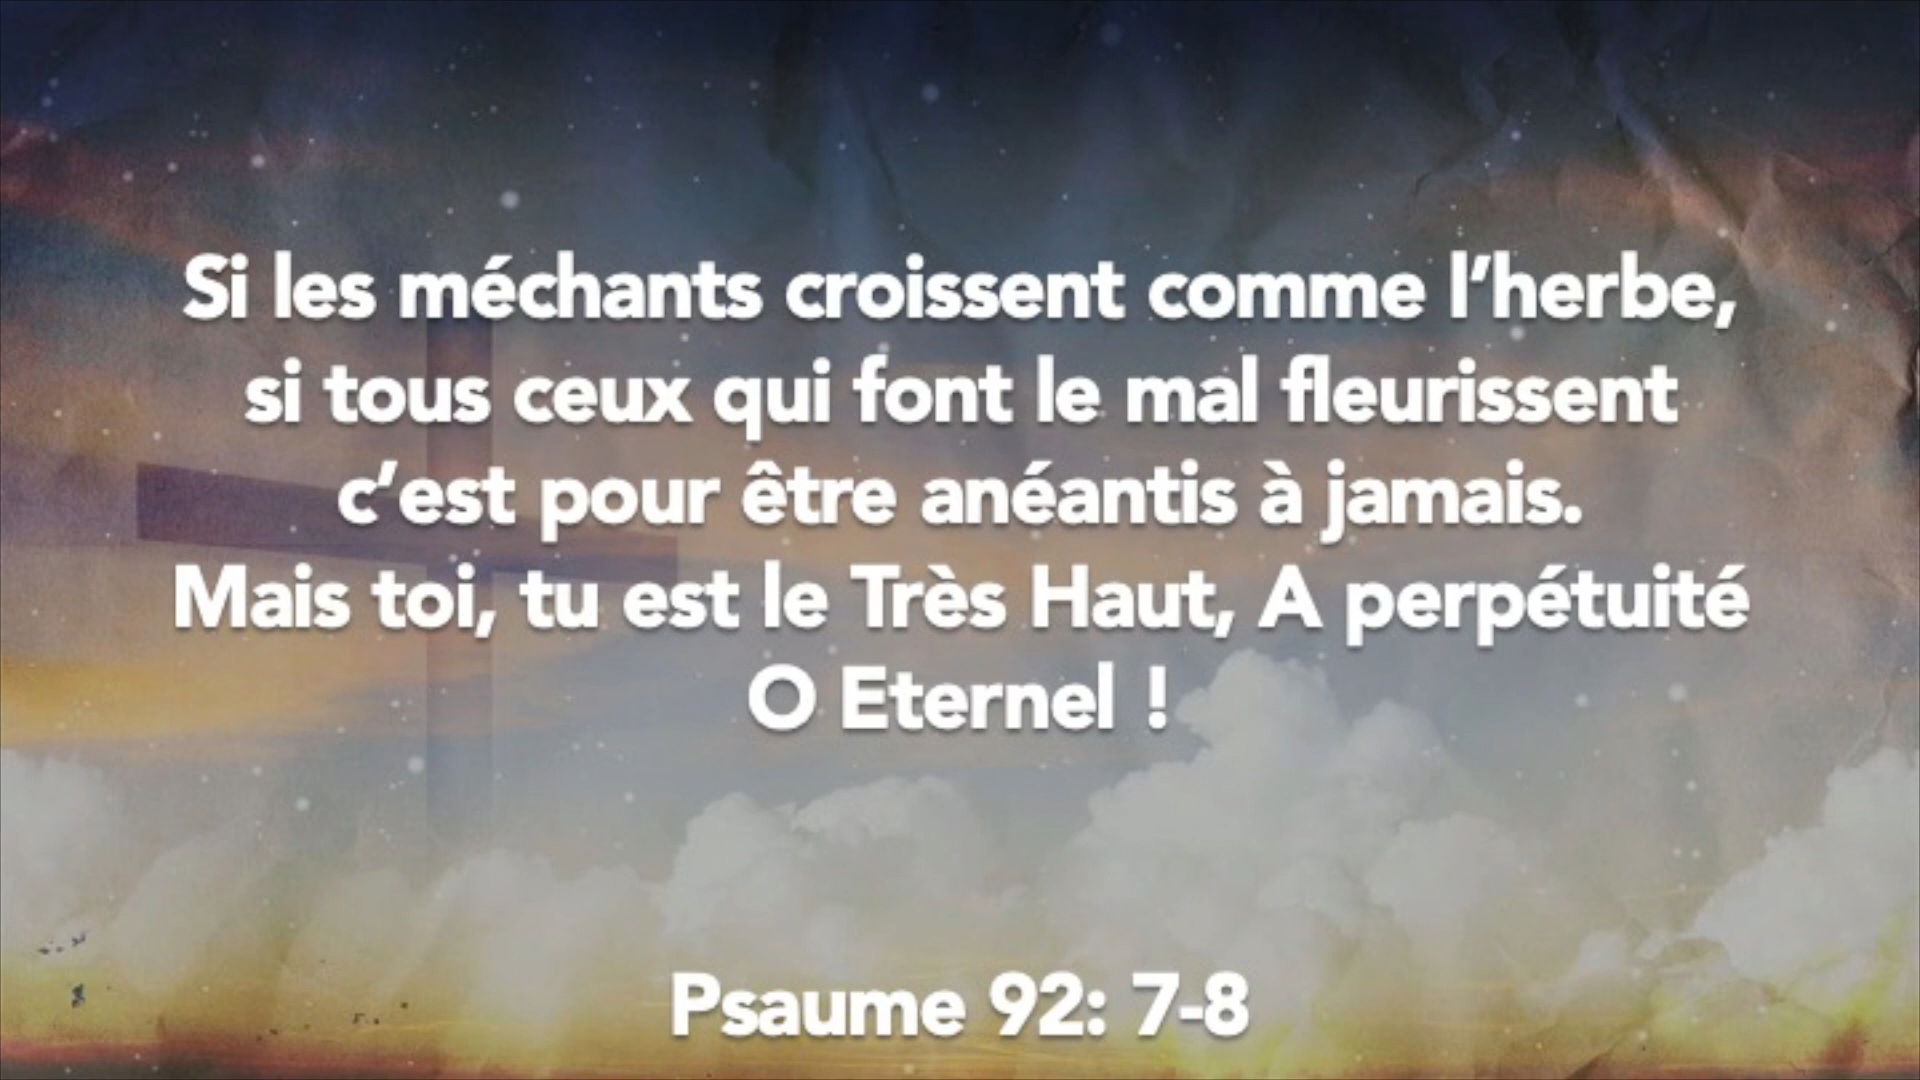 Si les méchants croissent comme l’herbe,
si tous ceux qui font le mal fleurissent
c’est pour être anéantis à jamais.
Mais toi, tu est le Très Haut, A perpétuité
O Eternel !
Psaume 92: 7-8